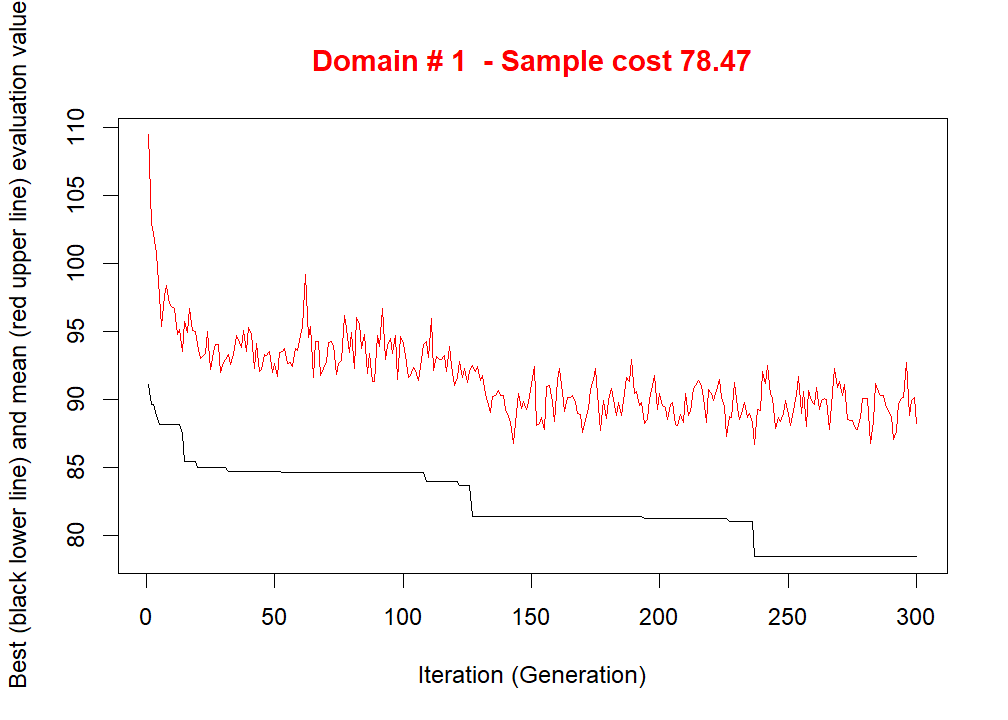 Domain # 1  - Sample cost 78.47
Best (black lower line) and mean (red upper line) evaluation value
110
105
100
95
90
85
80
0 50 100 150 200 250 300
Iteration (Generation)